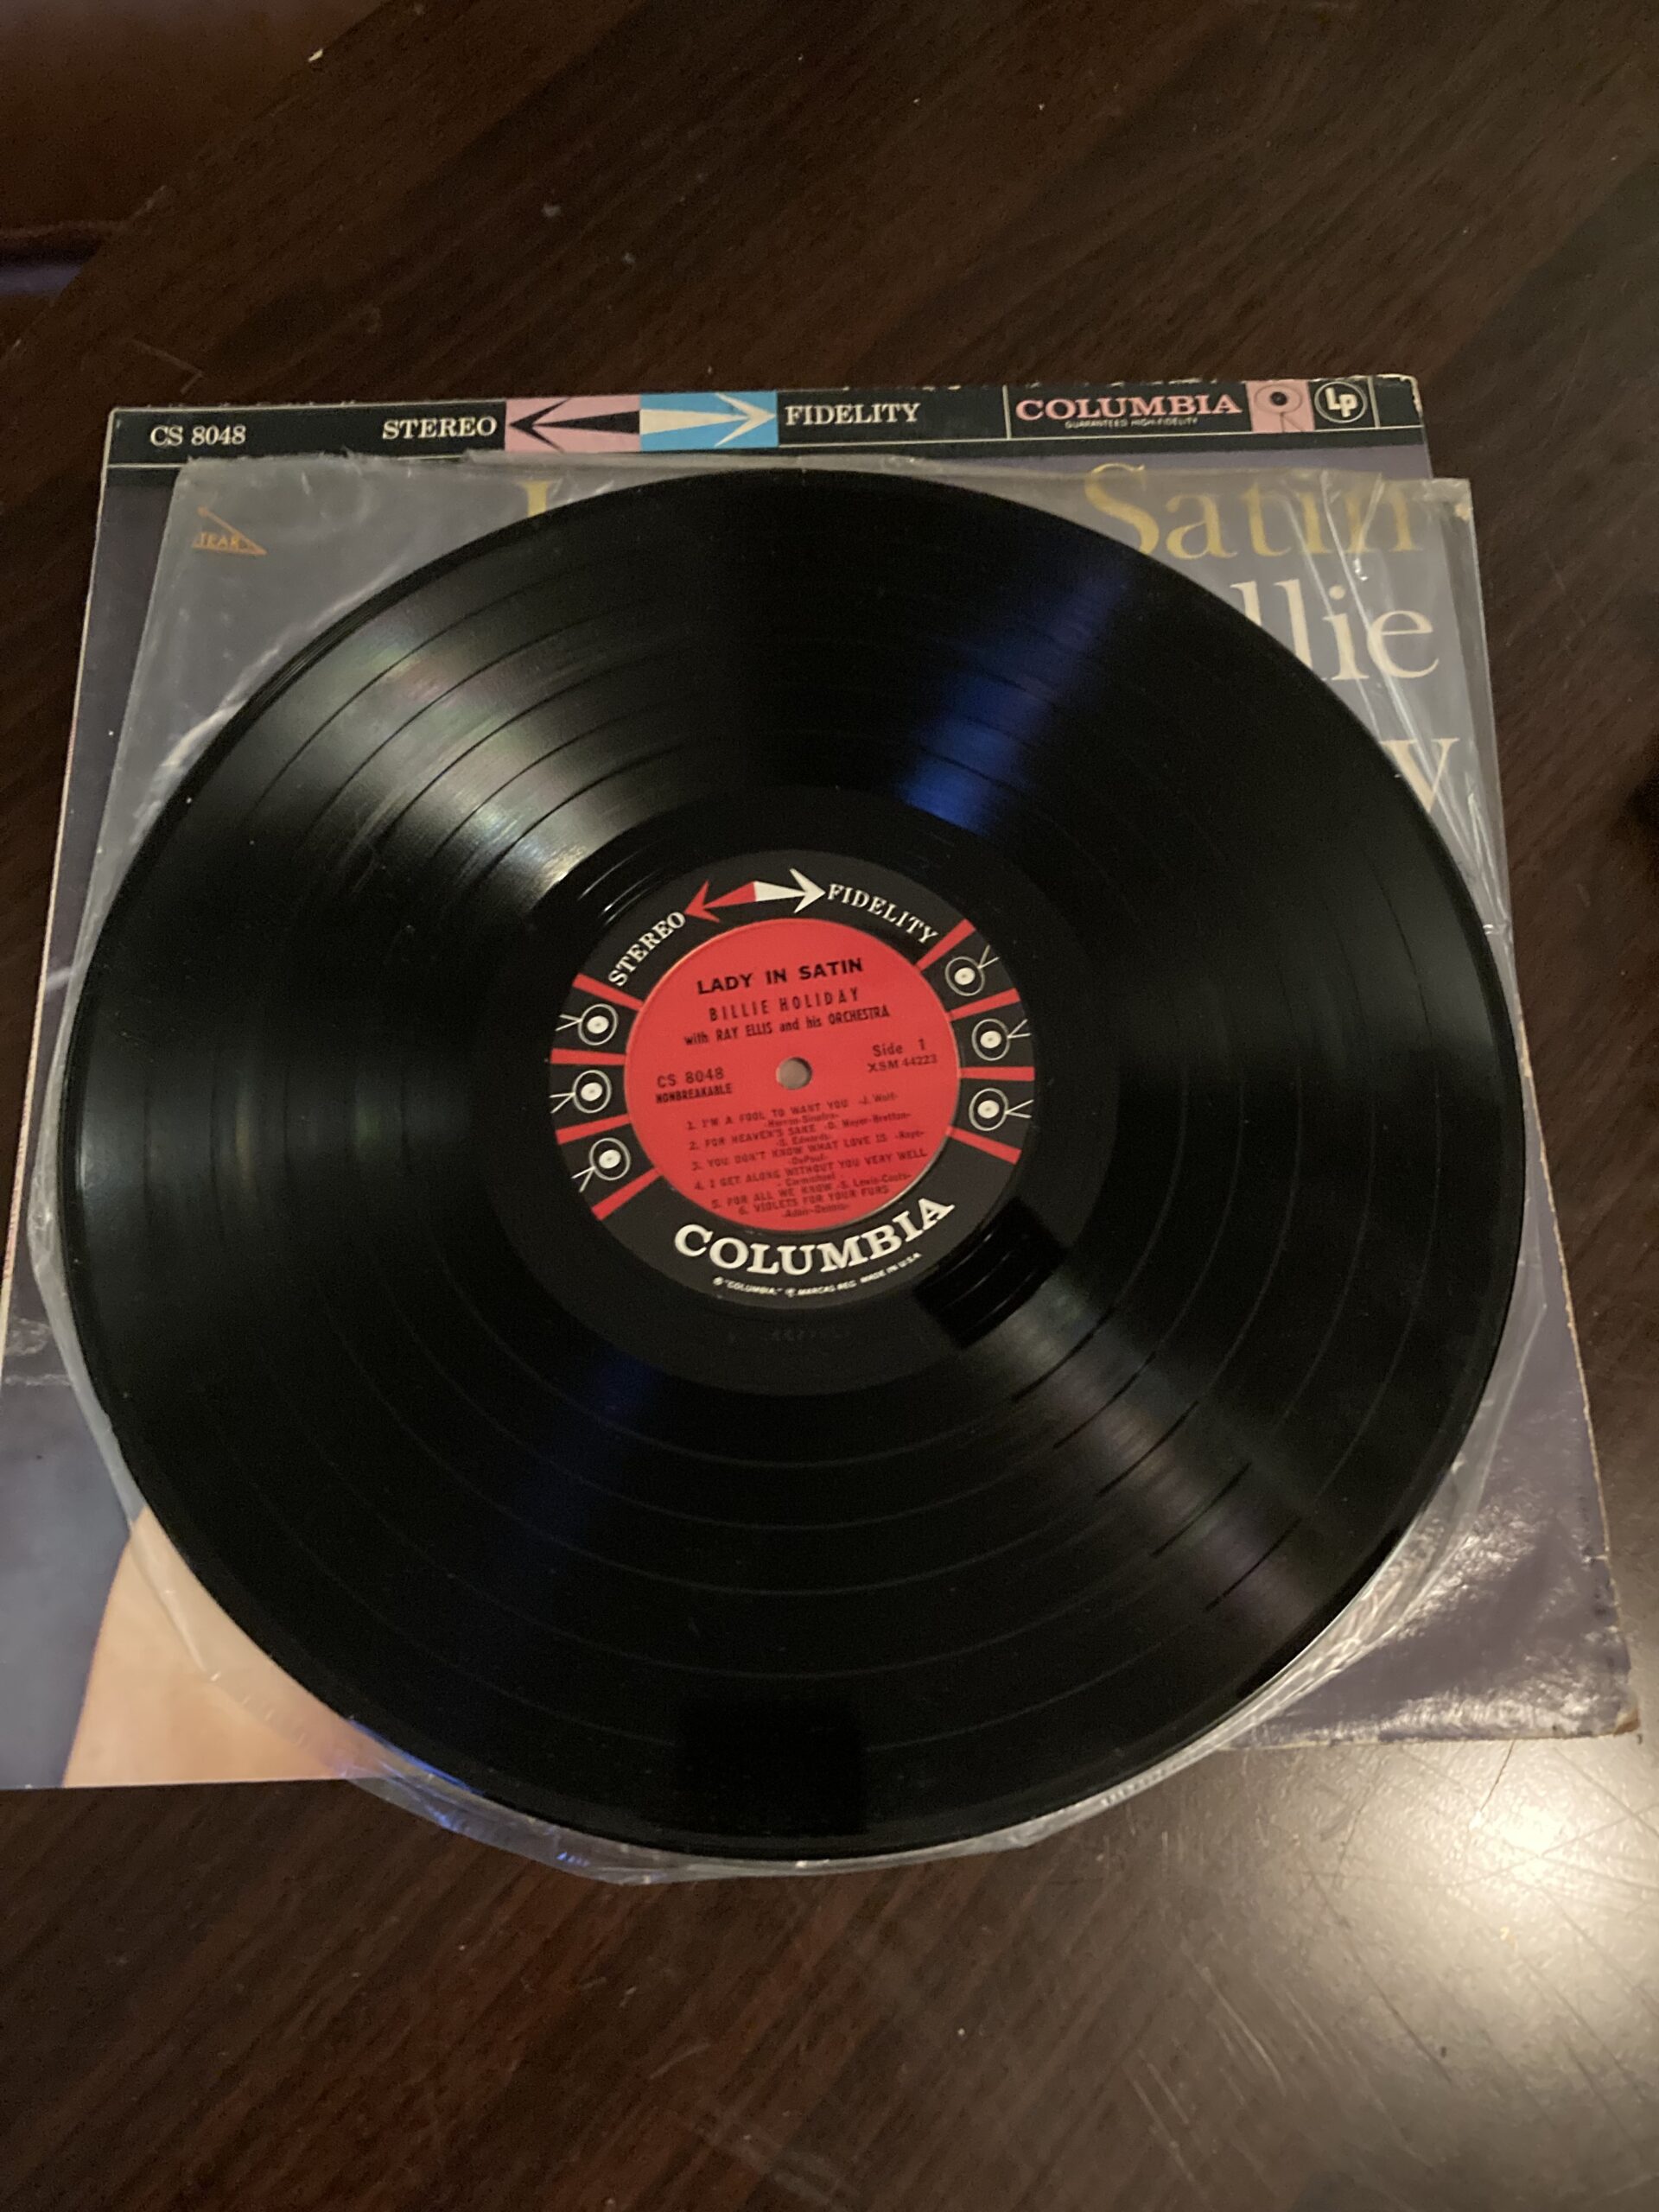 CS 8048 STEREO FIDELITY COLUMBIA Lp
GUARANTEED HIGH-FIDELITY
TEAR
Satin
llie
y
STEREO FIDELITY
LADY IN SATIN
BILLIE HOLIDAY
with RAY ELLIS and his ORCHESTRA
Side 1
CS 8048
XSM 44223
NONBREAKABLE
1. I'M A FOOL TO WANT YOU -J. Wolf-
-Herron-Sinatra-
2. FOR HEAVEN'S SAKE -D. Meyer-Bretton-
-S. Edwards-
3. YOU DON'T KNOW WHAT LOVE IS -Raye-
-DePaul-
4. I GET ALONG WITHOUT YOU VERY WELL
-Carmichael
5. FOR ALL WE KNOW -S. Lewis-Coots-
6. VIOLETS FOR YOUR FURS
-Adair-Dennis-
COLUMBIA
® "COLUMBIA," MARCAS REG. MADE IN U.S.A.